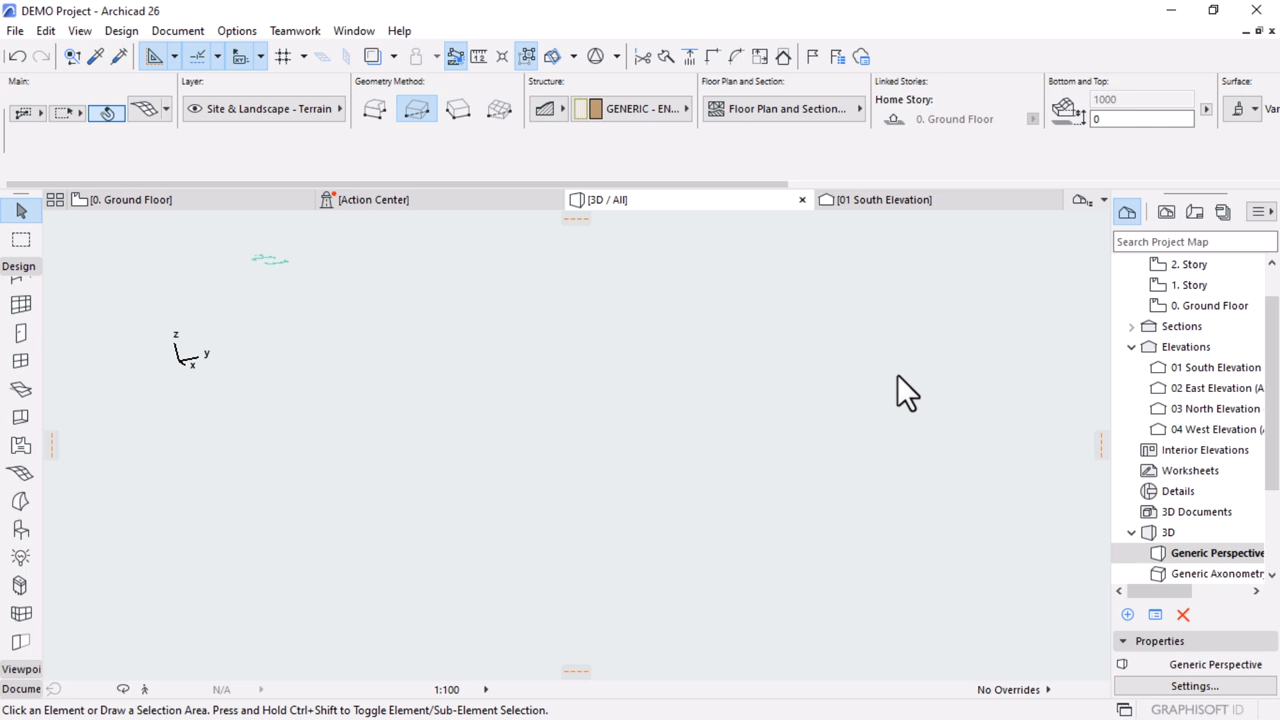 DEMO Project - Archicad 26
File Edit View Design Document Options Teamwork Window Help
Main:
Layer:
Geometry Method:
Structure:
Floor Plan and Section:
Linked Stories:
Bottom and Top:
Surface:
Site & Landscape - Terrain
GENERIC - EN...
Floor Plan and Section...
Home Story:
0. Ground Floor
1000
0
Var
[0. Ground Floor]
[Action Center]
[3D / All]
[01 South Elevation]
Design
z
y
x
Search Project Map
2. Story
1. Story
0. Ground Floor
Sections
Elevations
01 South Elevation
02 East Elevation (A
03 North Elevation
04 West Elevation (
Interior Elevations
Worksheets
Details
3D Documents
3D
Generic Perspective
Generic Axonometr
Properties
Generic Perspective
Settings...
Viewpoi
Docume
N/A
1:100
No Overrides
Click an Element or Draw a Selection Area. Press and Hold Ctrl+Shift to Toggle Element/Sub-Element Selection.
GRAPHISOFT ID